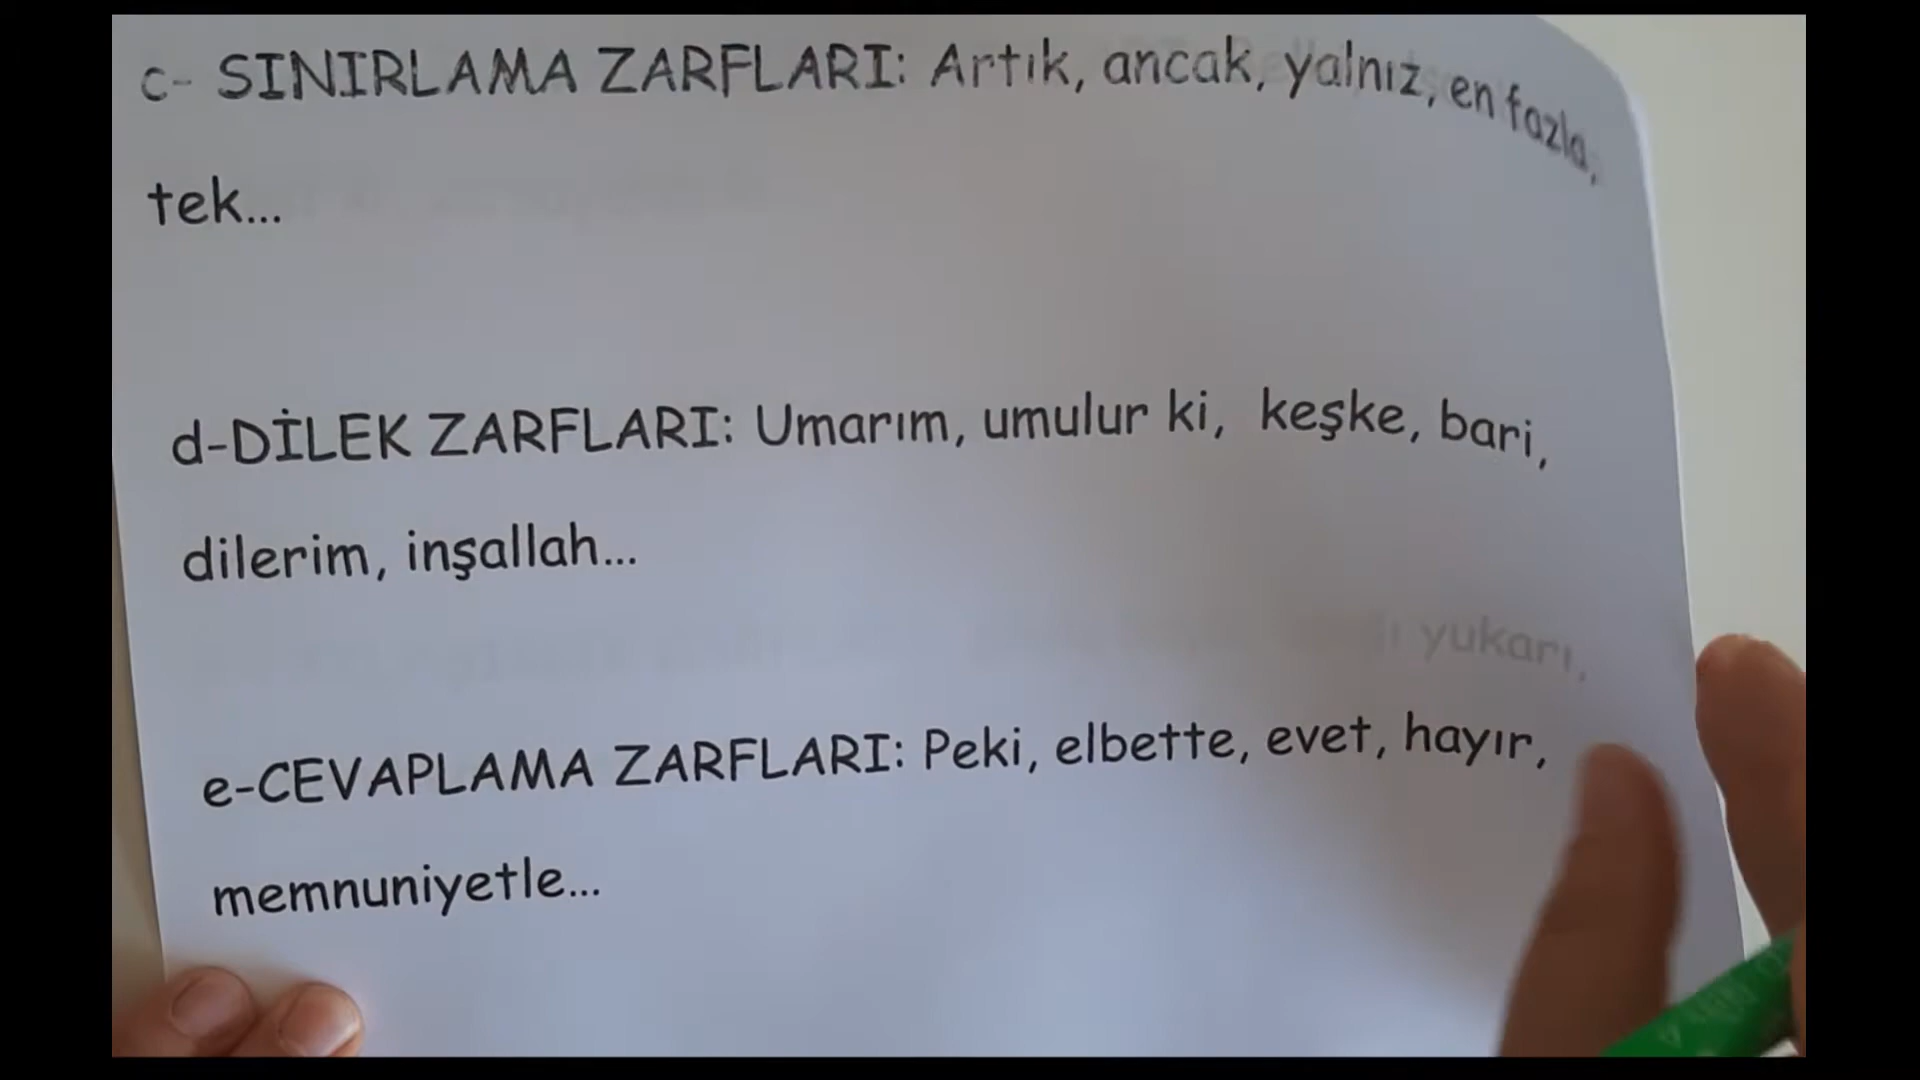 c- SINIRLAMA ZARFLARI: Artık, ancak, yalnız, en fazla,
tek...
d-DİLEK ZARFLARI: Umarım, umulur ki, keşke, bari,
dilerim, inşallah...
yukarı,
e-CEVAPLAMA ZARFLARI: Peki, elbette, evet, hayır,
memnuniyetle...